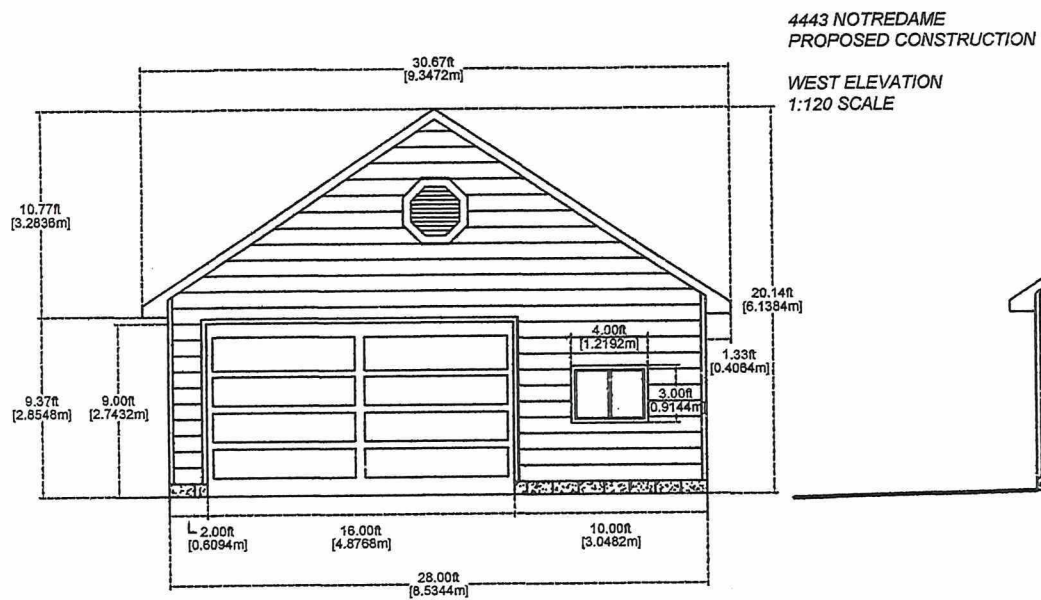 4443 NOTREDAME
PROPOSED CONSTRUCTION
WEST ELEVATION
1:120 SCALE
30.67ft
[9.3472m]
10.77ft
[3.2836m]
20.14ft
[6.1384m]
4.00ft
[1.2192m]
1.33ft
[0.4064m]
3.00ft
0.9144m
9.37ft
[2.8548m]
9.00ft
[2.7432m]
2.00ft
[0.6094m]
16.00ft
[4.8768m]
10.00ft
[3.0482m]
28.00ft
[8.5344m]